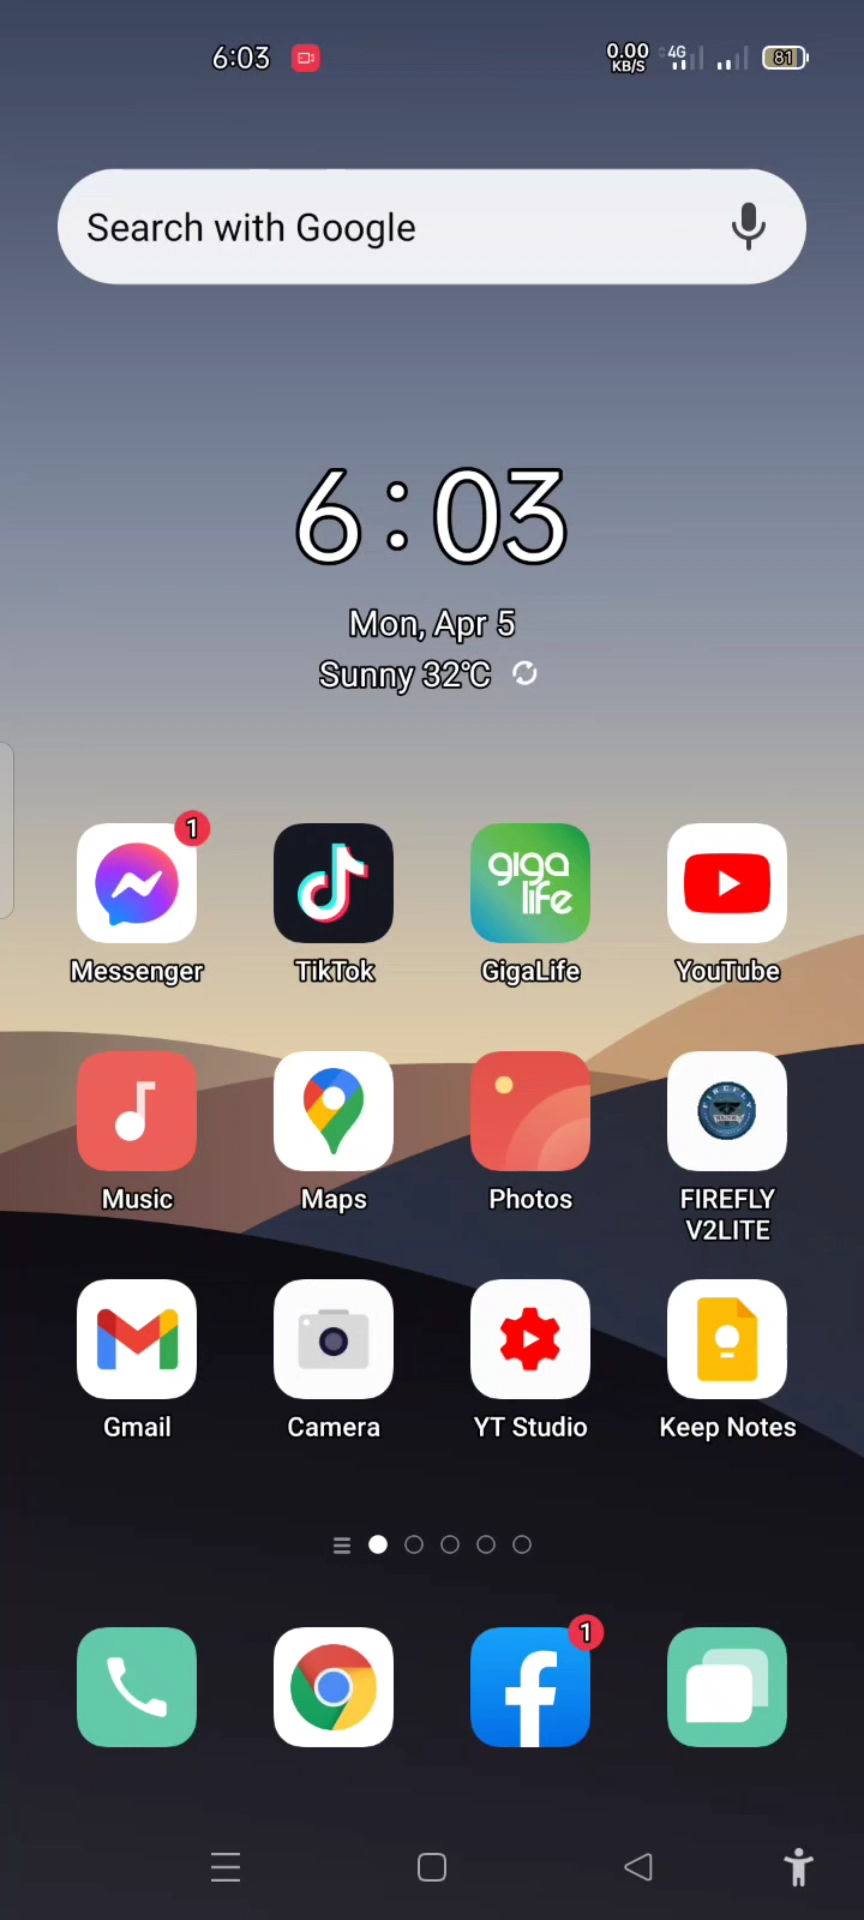 6:03
0.00
KB/S
4G
81
Search with Google
6:03
Mon, Apr 5
Sunny 32℃
1
giga
life
Messenger
TikTok
GigaLife
YouTube
FIREFLY
Music
Maps
Photos
FIREFLY
V2LITE
Gmail
Camera
YT Studio
Keep Notes
1